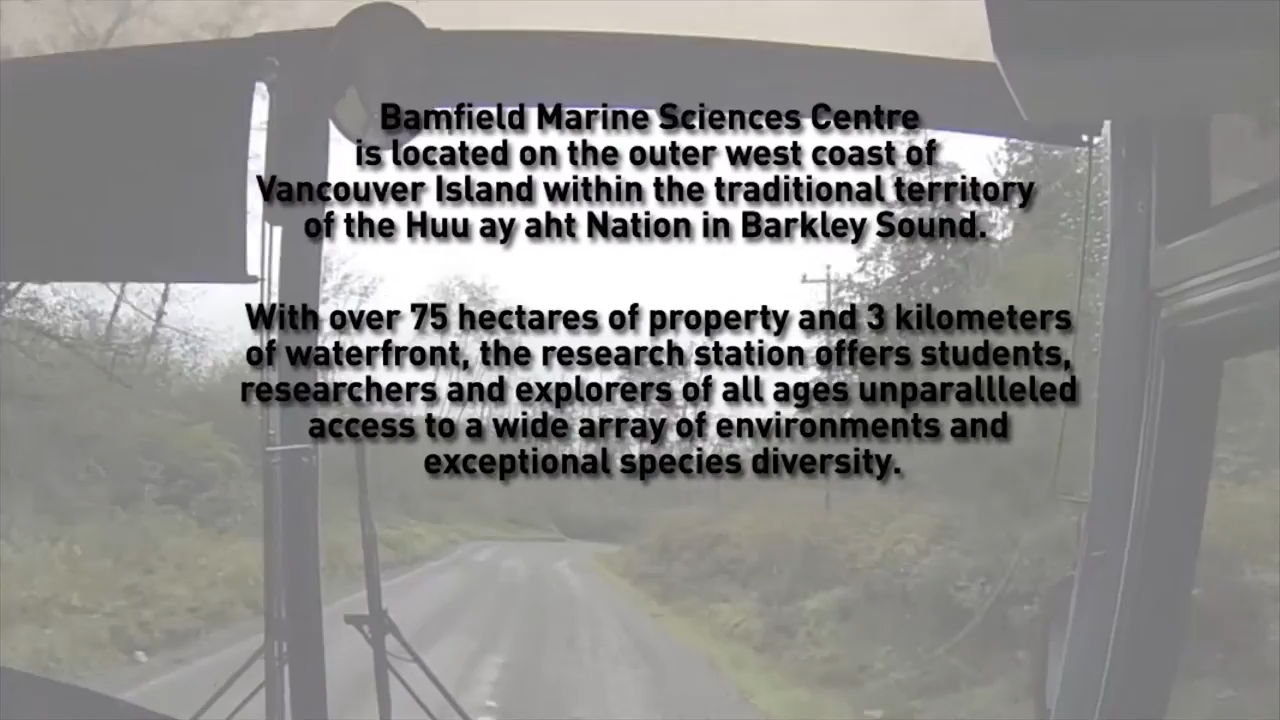 Bamfield Marine Sciences Centre
is located on the outer west coast of
Vancouver Island within the traditional territory
of the Huu ay aht Nation in Barkley Sound.
With over 75 hectares of property and 3 kilometers
of waterfront, the research station offers students,
researchers and explorers of all ages unparallleled
access to a wide array of environments and
exceptional species diversity.